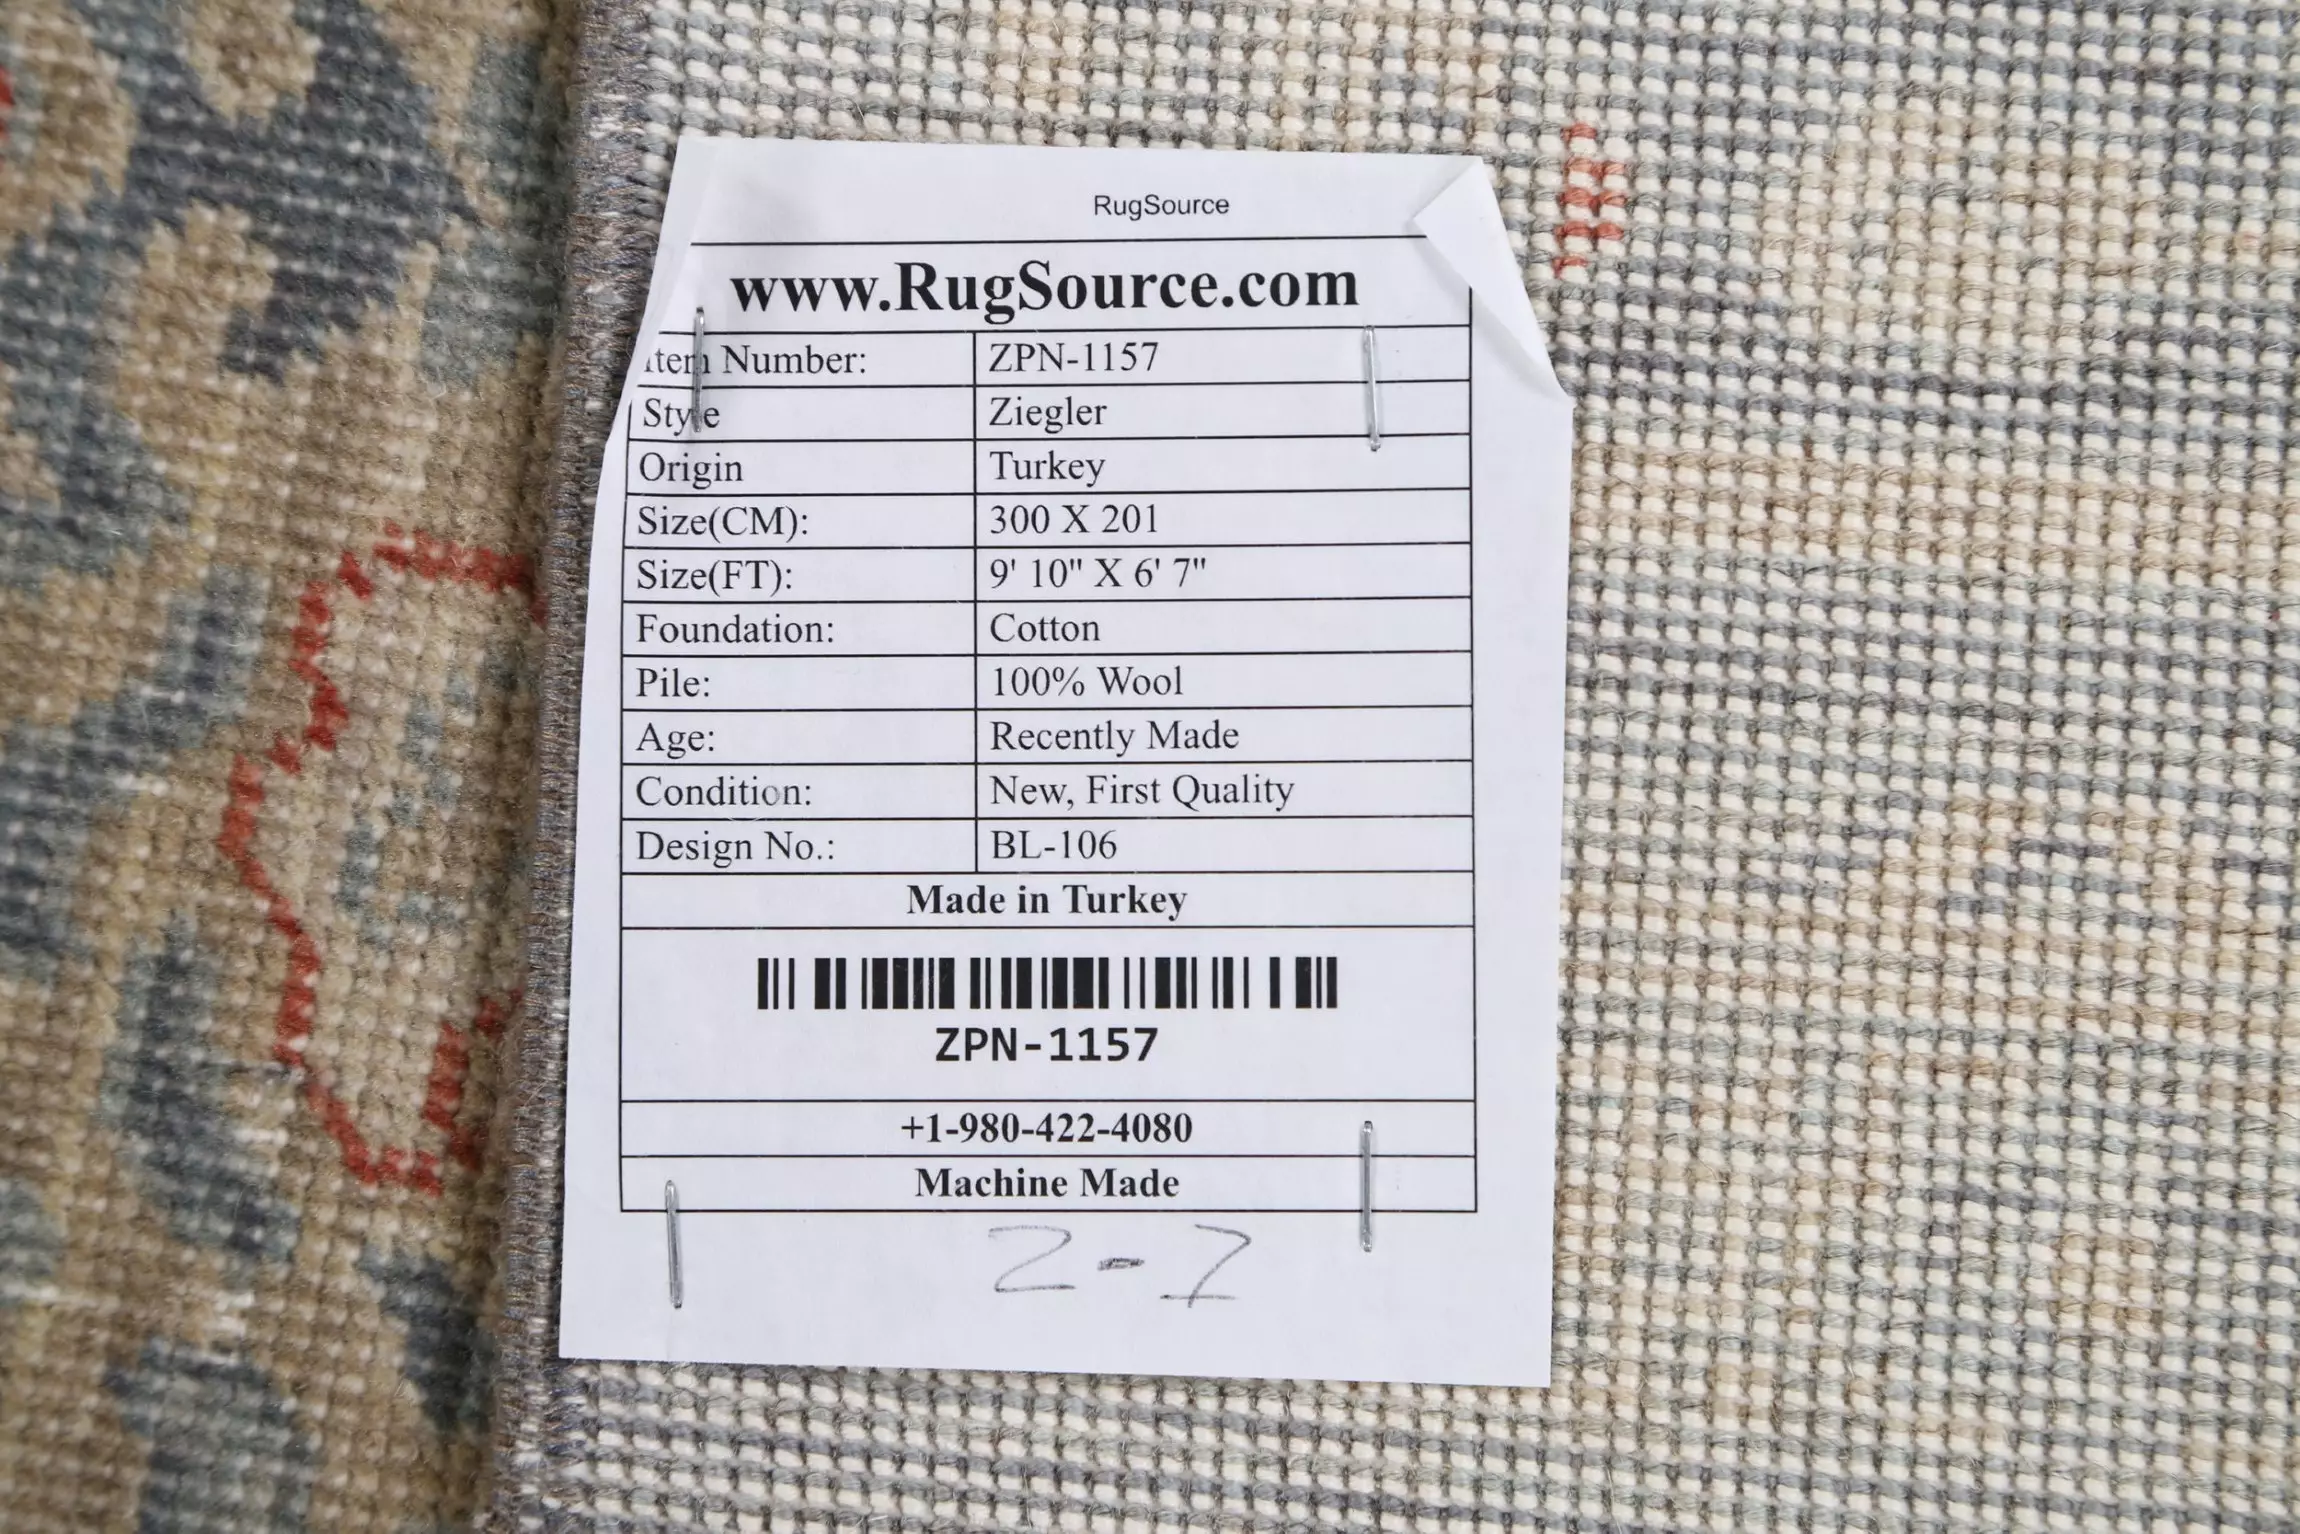 RugSource
www.RugSource.com
Item Number: ZPN-1157
Style Ziegler
Origin Turkey
Size(CM): 300 X 201
Size(FT): 9' 10" X 6' 7"
Foundation: Cotton
Pile: 100% Wool
Age: Recently Made
Condition: New, First Quality
Design No.: BL-106
Made in Turkey
ZPN-1157
+1-980-422-4080
Machine Made
2-1